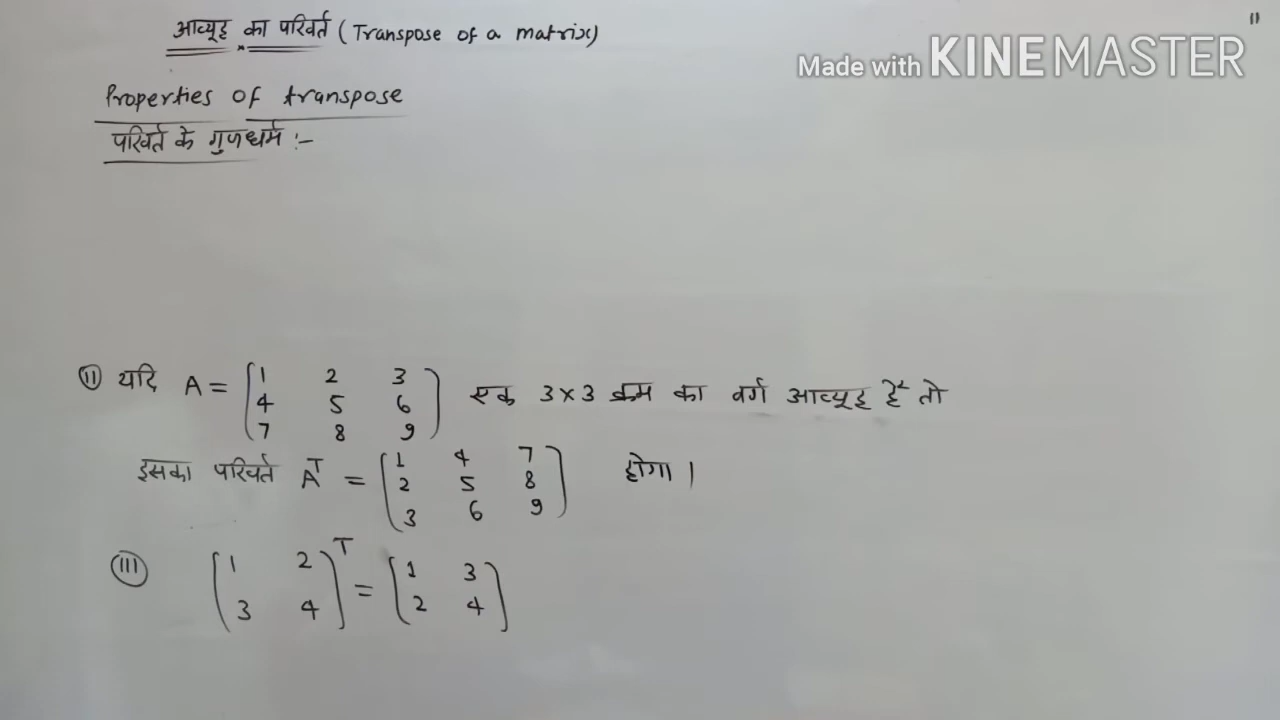 आव्यूह का परिवर्त (Transpose of a matrix)
11
Made with KINEMASTER
Properties of transpose
परिवर्त के गुणधर्म :-
(II) यदि A = [1 2 3
4 5 6
7 8 9] एक 3×3 क्रम का वर्ग आव्यूह है तो
इसका परिवर्त A^T = [1 4 7
2 5 8
3 6 9] होगा।
(III) [1 2
3 4]^T = [1 3
2 4]